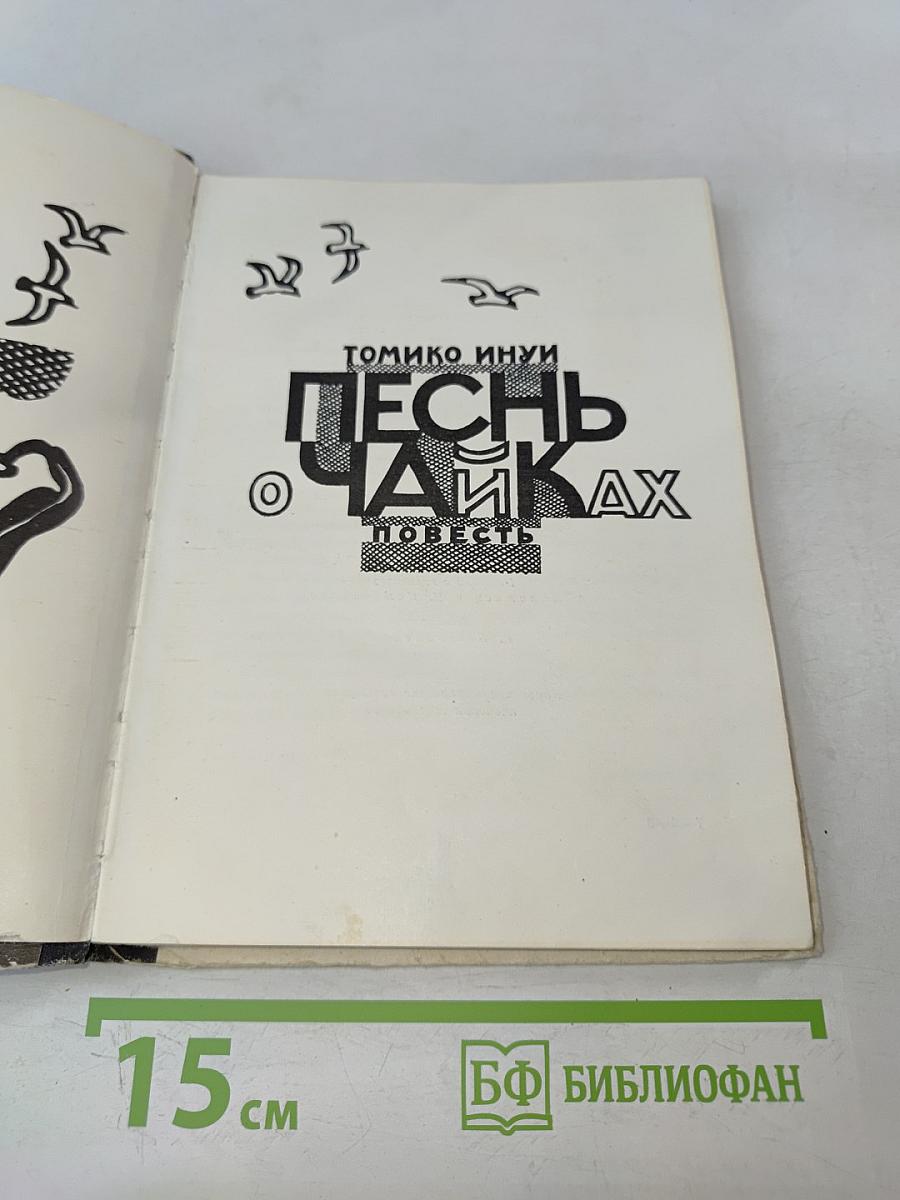 ТОМИКО ИНУИ
ПЕСНЬ
О ЧАЙКАХ
ПОВЕСТЬ
15 см
БФ БИБЛИОФАН